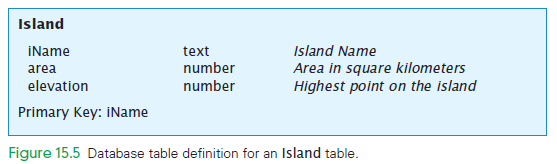 Island
iName text Island Name
area number Area in square kilometers
elevation number Highest point on the island
Primary Key: iName
Figure 15.5 Database table definition for an Island table.